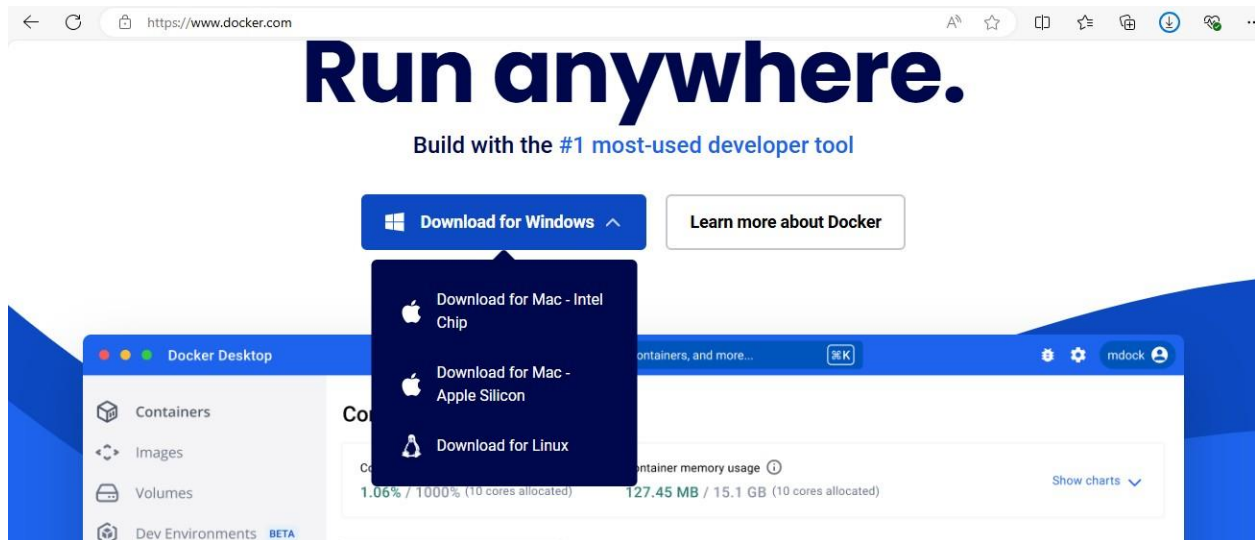 https://www.docker.com
Run anywhere.
Build with the #1 most-used developer tool
Download for Windows
Learn more about Docker
Download for Mac - Intel
Chip
Download for Mac -
Apple Silicon
Download for Linux
Docker Desktop
ontainers, and more...
⌘K
mdock
Containers
Images
Volumes
Dev Environments BETA
ontainer memory usage
1.06% / 1000% (10 cores allocated)
127.45 MB / 15.1 GB (10 cores allocated)
Show charts